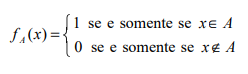 f_A(x) = { 1 se e somente se x ∈ A
0 se e somente se x ∉ A